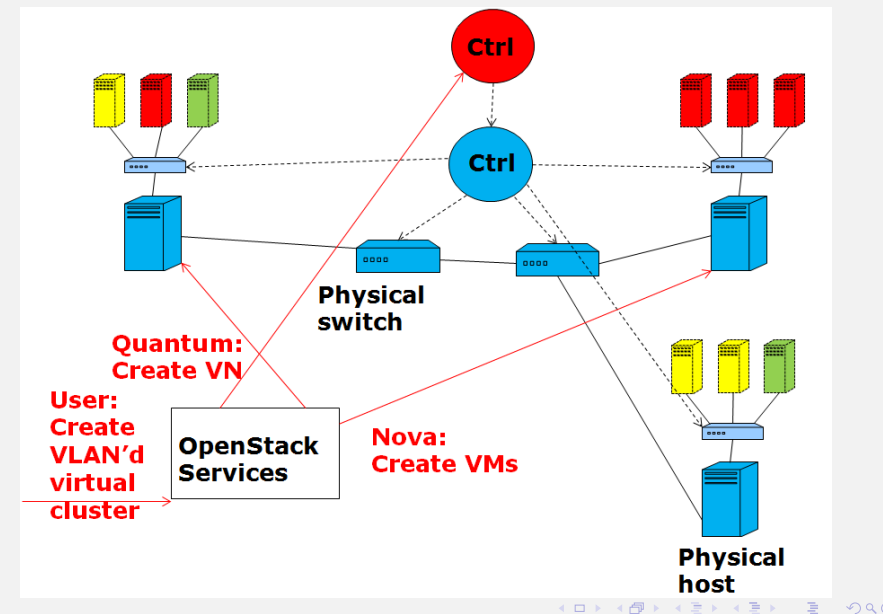 Ctrl
Ctrl
Physical
switch
Quantum:
Create VN
User:
Create
VLAN’d
virtual
cluster
OpenStack
Services
Nova:
Create VMs
Physical
host